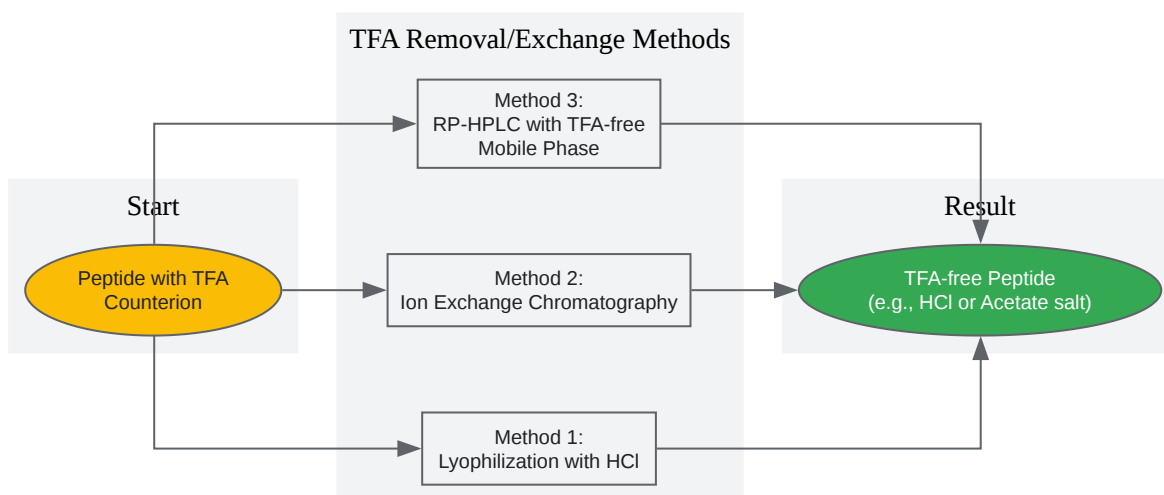 TFA Removal/Exchange Methods
Method 3:
RP-HPLC with TFA-free
Mobile Phase
Start
Result
Peptide with TFA
Counterion
Method 2:
Ion Exchange Chromatography
TFA-free Peptide
(e.g., HCl or Acetate salt)
Method 1:
Lyophilization with HCl